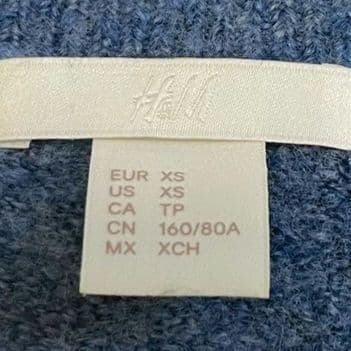 H&M
EUR XS
US XS
CA TP
CN 160/80A
MX XCH